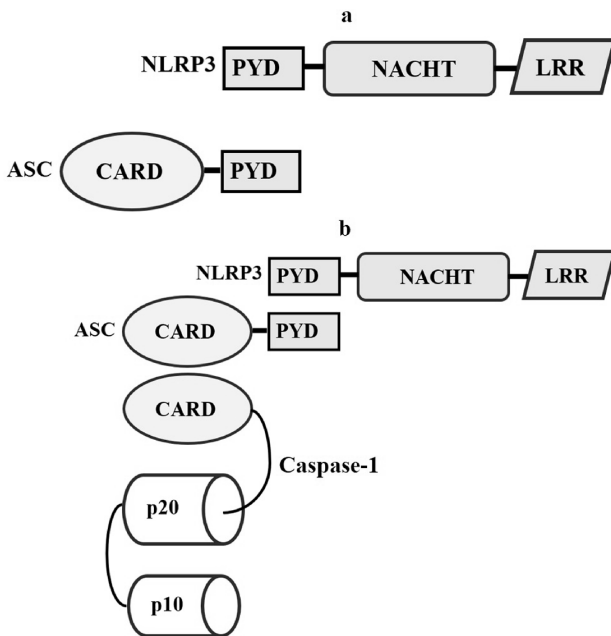 a
NLRP3 PYD NACHT LRR
ASC CARD PYD
b
NLRP3 PYD NACHT LRR
ASC CARD PYD
CARD
Caspase-1
p20
p10